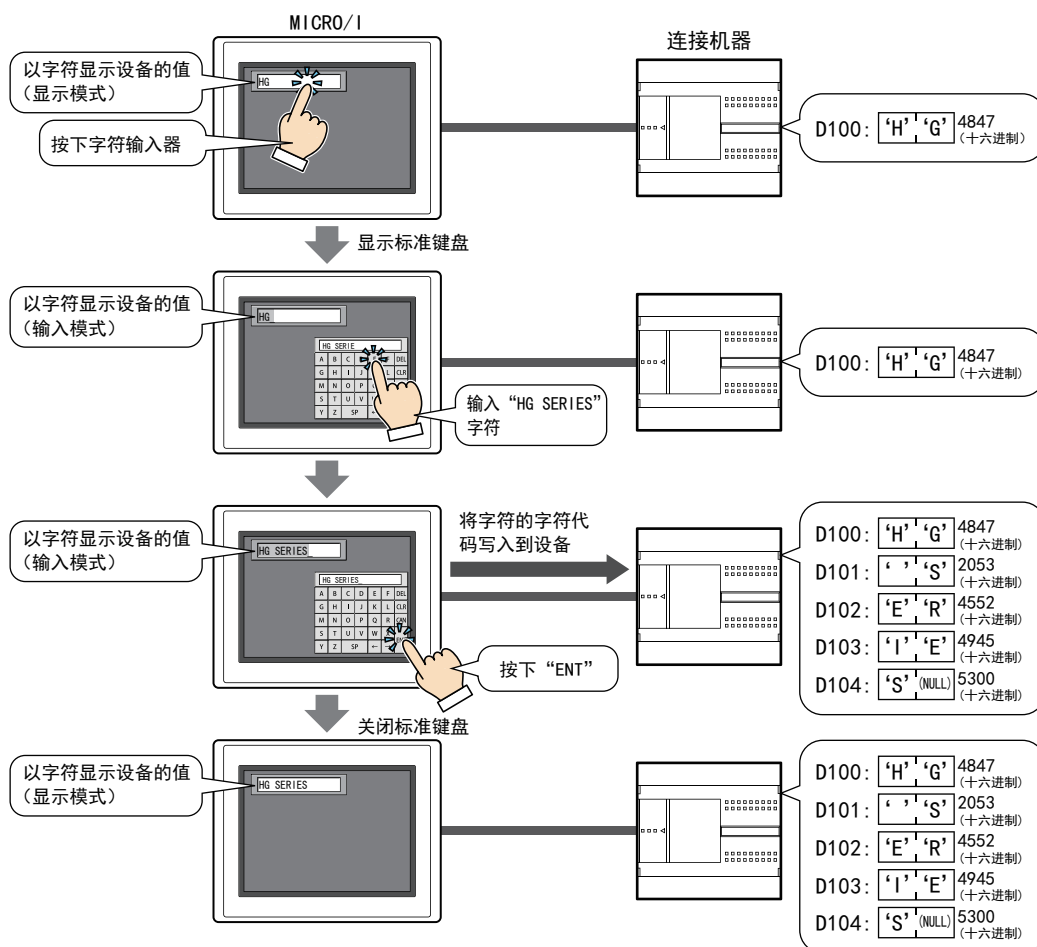 MICRO/I
连接机器
以字符显示设备的值
（显示模式）
HG
按下字符输入器
D100: ‘H’ ‘G’ 4847
（十六进制）
显示标准键盘
以字符显示设备的值
（输入模式）
HG_
HG SERIE
A B C DEL
G H I J L CLR
M N O P
S T U V
Y Z SP ←
输入“HG SERIES”
字符
D100: ‘H’ ‘G’ 4847
（十六进制）
以字符显示设备的值
（输入模式）
HG SERIES_
HG SERIES_
A B C D E F DEL
G H I J K L CLR
M N O P Q R CAN
S T U V W
Y Z SP ←
将字符的字符代
码写入到设备
按下“ENT”
D100: ‘H’ ‘G’ 4847
（十六进制）
D101: ‘ ’ ‘S’ 2053
（十六进制）
D102: ‘E’ ‘R’ 4552
（十六进制）
D103: ‘I’ ‘E’ 4945
（十六进制）
D104: ‘S’ (NULL) 5300
（十六进制）
关闭标准键盘
以字符显示设备的值
（显示模式）
HG SERIES
D100: ‘H’ ‘G’ 4847
（十六进制）
D101: ‘ ’ ‘S’ 2053
（十六进制）
D102: ‘E’ ‘R’ 4552
（十六进制）
D103: ‘I’ ‘E’ 4945
（十六进制）
D104: ‘S’ (NULL) 5300
（十六进制）